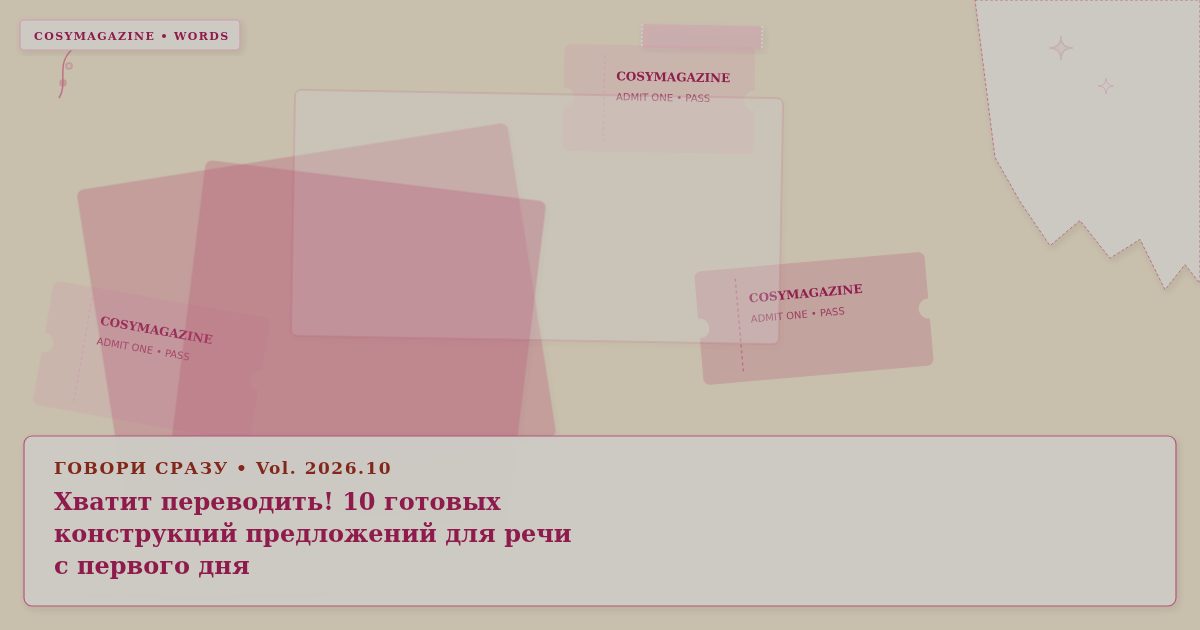 COSYMAGAZINE • WORDS
COSYMAGAZINE
ADMIT ONE • PASS
COSYMAGAZINE
ADMIT ONE • PASS
COSYMAGAZINE
ADMIT ONE • PASS
ГОВОРИ СРАЗУ • Vol. 2026.10
Хватит переводить! 10 готовых
конструкций предложений для речи
с первого дня